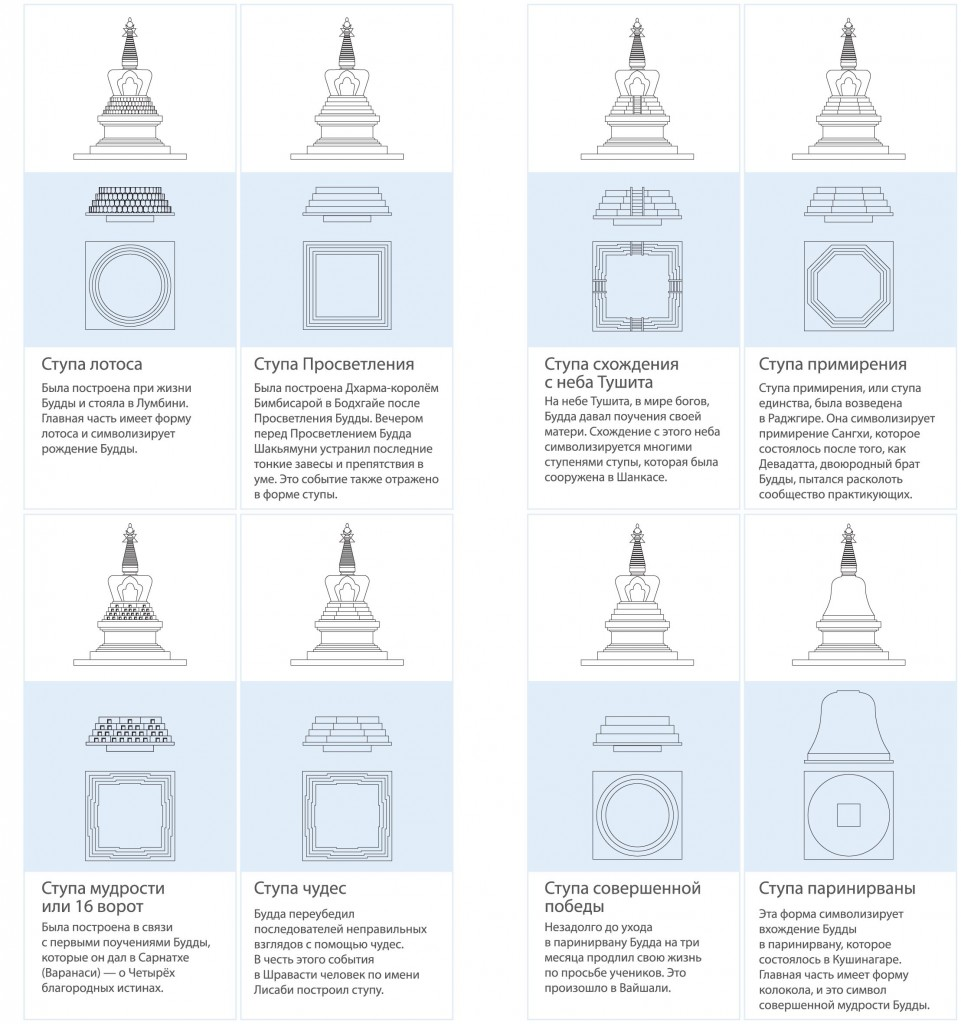 Ступа лотоса
Была построена при жизни
Будды и стояла в Лумбини.
Главная часть имеет форму
лотоса и символизирует
рождение Будды.
Ступа Просветления
Была построена Дхарма-королём
Бимбисарой в Бодхгайе после
Просветления Будды. Вечером
перед Просветлением Будда
Шакьямуни устранил последние
тонкие завесы и препятствия в
уме. Это событие также отражено
в форме ступы.
Ступа схождения
с неба Тушита
На небе Тушита, в мире богов,
Будда давал поучения своей
матери. Схождение с этого неба
символизируется многими
ступенями ступы, которая была
сооружена в Шанкасе.
Ступа примирения
Ступа примирения, или ступа
единства, была возведена
в Раджгире. Она символизирует
примирение Сангхи, которое
состоялось после того, как
Девадатта, двоюродный брат
Будды, пытался расколоть
сообщество практикующих.
Ступа мудрости
или 16 ворот
Была построена в связи
с первыми поучениями Будды,
которые он дал в Сарнатхе
(Варанаси) — о Четырёх
благородных истинах.
Ступа чудес
Будда переубедил
последователей неправильных
взглядов с помощью чудес.
В честь этого события
в Шравасти человек по имени
Лисаби построил ступу.
Ступа совершенной
победы
Незадолго до ухода
в паринирвану Будда на три
месяца продлил свою жизнь
по просьбе учеников. Это
произошло в Вайшали.
Ступа паринирваны
Эта форма символизирует
вхождение Будды
в паринирвану, которое
состоялось в Кушинагаре.
Главная часть имеет форму
колокола, и это символ
совершенной мудрости Будды.